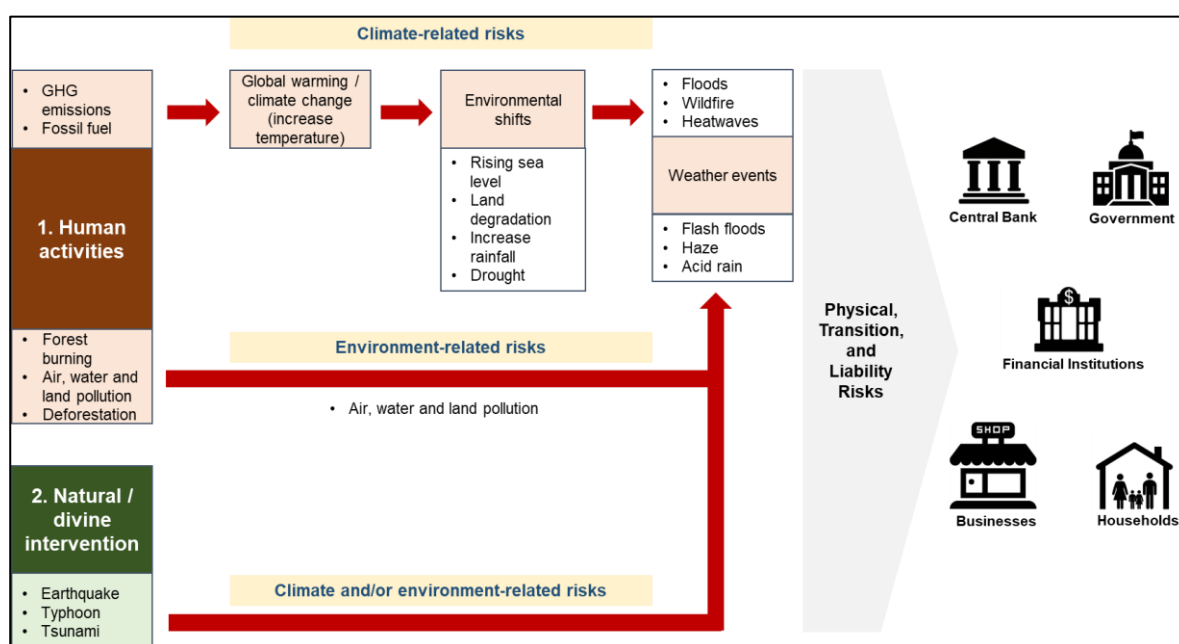 Climate-related risks
• GHG
emissions
• Fossil fuel
Global warming /
climate change
(increase
temperature)
Environmental
shifts
• Rising sea
level
• Land
degradation
• Increase
rainfall
• Drought
• Floods
• Wildfire
• Heatwaves
Weather events
• Flash floods
• Haze
• Acid rain
1. Human
activities
• Forest
burning
• Air, water and
land pollution
• Deforestation
Environment-related risks
• Air, water and land pollution
2. Natural /
divine
intervention
• Earthquake
• Typhoon
• Tsunami
Climate and/or environment-related risks
Physical,
Transition,
and
Liability
Risks
Central Bank
Government
$
Financial Institutions
SHOP
Businesses
Households